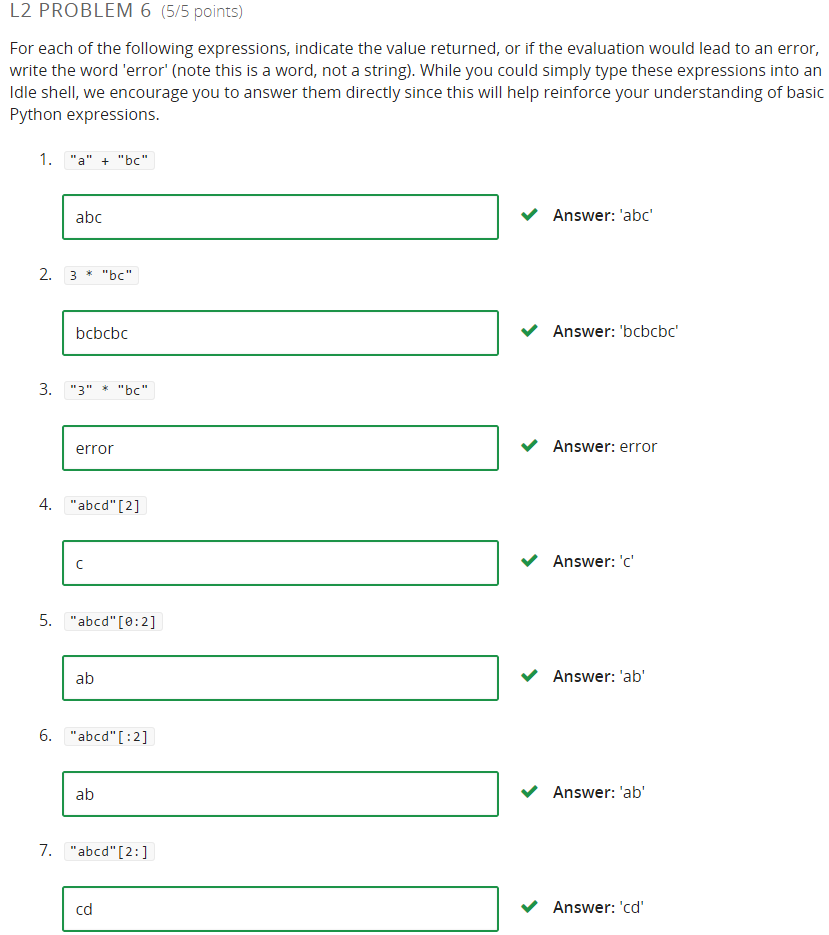 L2 PROBLEM 6 (5/5 points)
For each of the following expressions, indicate the value returned, or if the evaluation would lead to an error,
write the word 'error' (note this is a word, not a string). While you could simply type these expressions into an
Idle shell, we encourage you to answer them directly since this will help reinforce your understanding of basic
Python expressions.
1. "a" + "bc"
abc Answer: 'abc'
2. 3 * "bc"
bcbcbc Answer: 'bcbcbc'
3. "3" * "bc"
error Answer: error
4. "abcd"[2]
c Answer: 'c'
5. "abcd"[0:2]
ab Answer: 'ab'
6. "abcd"[:2]
ab Answer: 'ab'
7. "abcd"[2:]
cd Answer: 'cd'